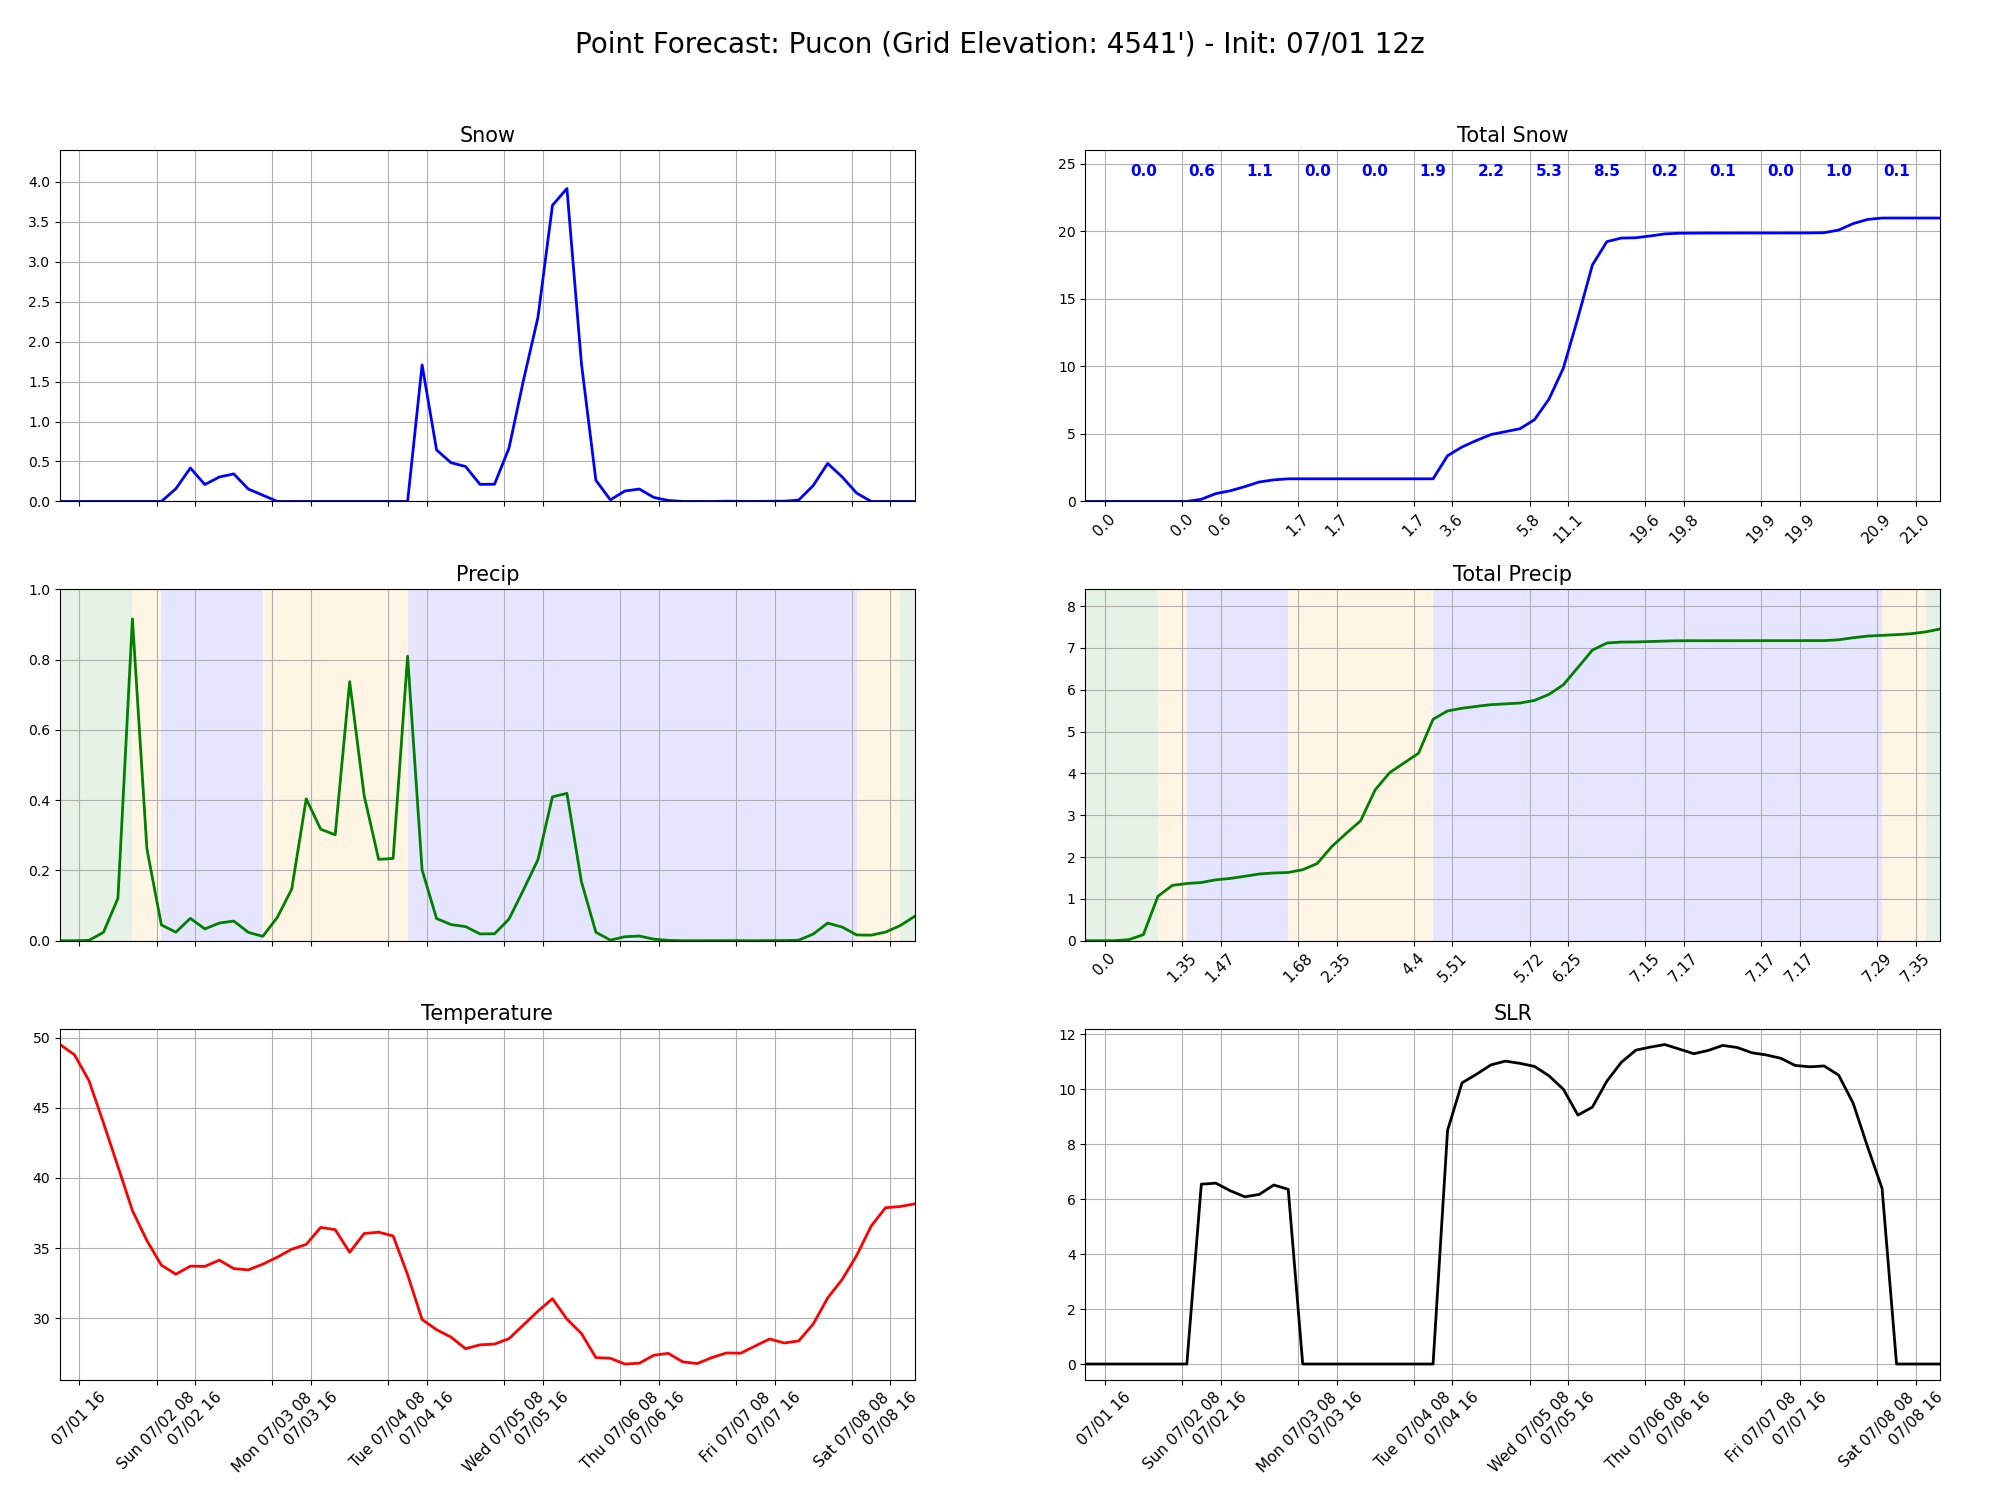 Point Forecast: Pucon (Grid Elevation: 4541') - Init: 07/01 12z
Snow
4.0
3.5
3.0
2.5
2.0
1.5
1.0
0.5
0.0
Total Snow
0.0 0.6 1.1 0.0 0.0 1.9 2.2 5.3 8.5 0.2 0.1 0.0 1.0 0.1
25
20
15
10
5
0
0.0 0.0 0.6 1.7 1.7 1.7 3.6 5.8 11.1 19.6 19.8 19.9 19.9 20.9 21.0
Precip
1.0
0.8
0.6
0.4
0.2
0.0
Total Precip
8
7
6
5
4
3
2
1
0
0.0 1.35 1.47 1.68 2.35 4.4 5.51 5.72 6.25 7.15 7.17 7.17 7.17 7.29 7.35
Temperature
50
45
40
35
30
07/01 16
Sun 07/02 08
07/02 16
Mon 07/03 08
07/03 16
Tue 07/04 08
07/04 16
Wed 07/05 08
07/05 16
Thu 07/06 08
07/06 16
Fri 07/07 08
07/07 16
Sat 07/08 08
07/08 16
SLR
12
10
8
6
4
2
0
07/01 16
Sun 07/02 08
07/02 16
Mon 07/03 08
07/03 16
Tue 07/04 08
07/04 16
Wed 07/05 08
07/05 16
Thu 07/06 08
07/06 16
Fri 07/07 08
07/07 16
Sat 07/08 08
07/08 16